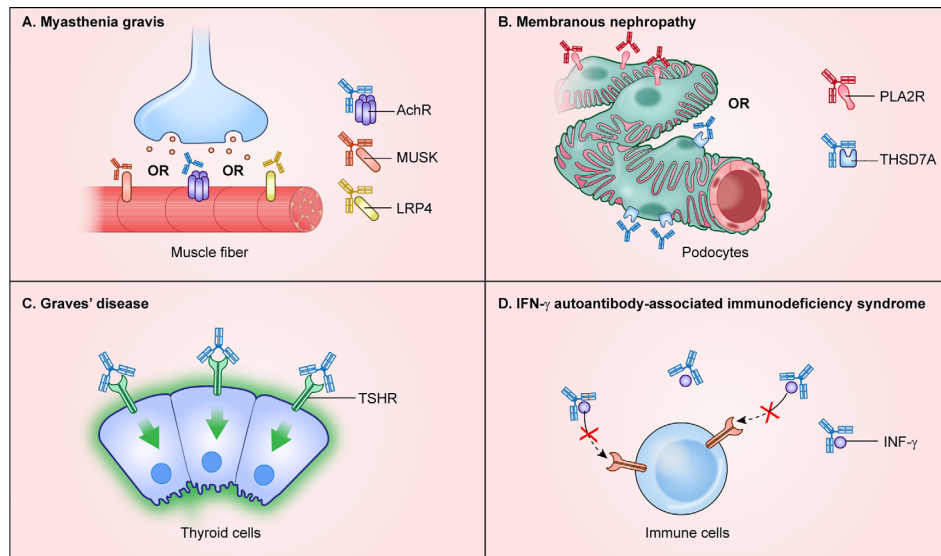 A. Myasthenia gravis
AchR
MUSK
LRP4
OR
OR
Muscle fiber
B. Membranous nephropathy
OR
PLA2R
THSD7A
Podocytes
C. Graves' disease
TSHR
Thyroid cells
D. IFN-γ autoantibody-associated immunodeficiency syndrome
INF-γ
Immune cells